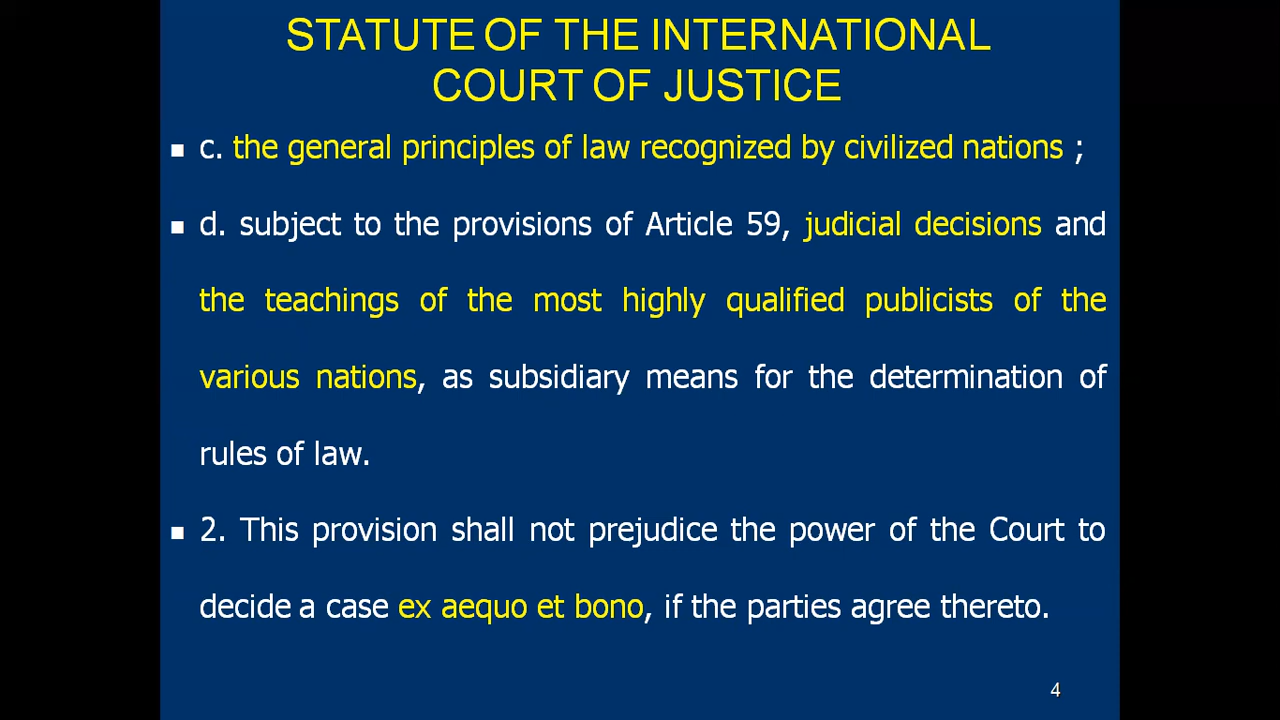 STATUTE OF THE INTERNATIONAL
COURT OF JUSTICE
c. the general principles of law recognized by civilized nations ;
d. subject to the provisions of Article 59, judicial decisions and
the teachings of the most highly qualified publicists of the
various nations, as subsidiary means for the determination of
rules of law.
2. This provision shall not prejudice the power of the Court to
decide a case ex aequo et bono, if the parties agree thereto.
4